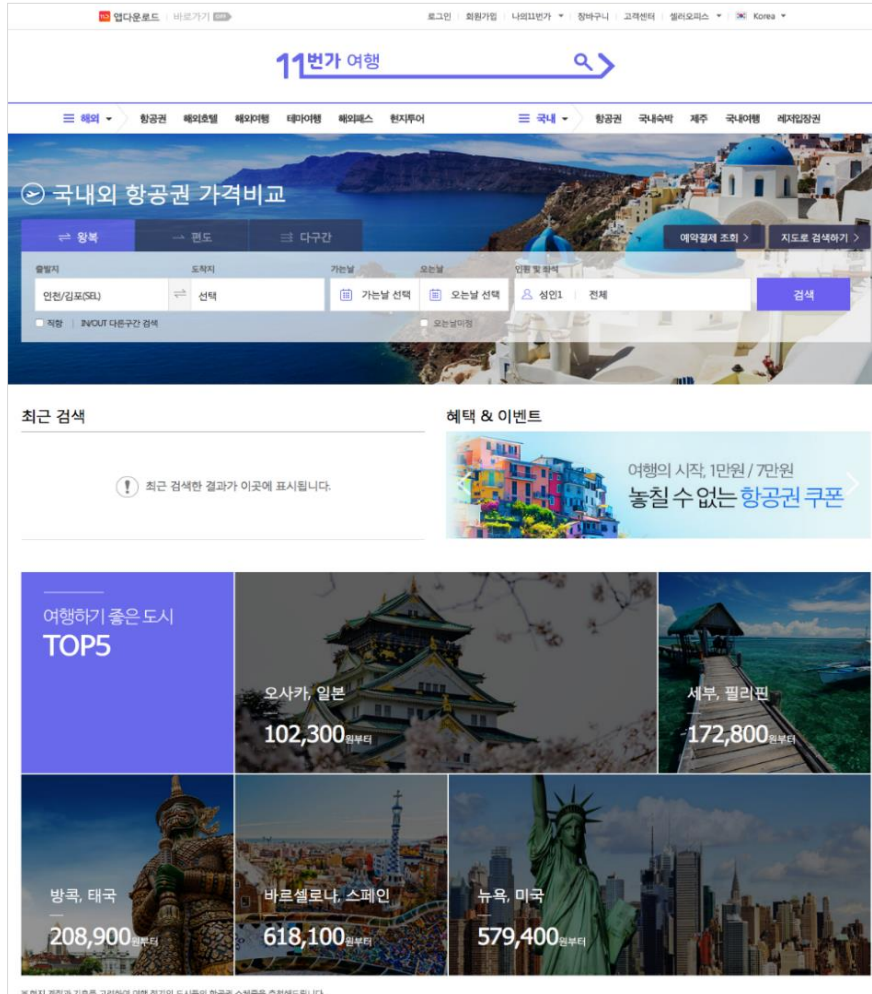 11 앱다운로드 바로가기 OFF
로그인 회원가입 나의11번가 장바구니 고객센터 셀러오피스 Korea
11번가 여행
해외 항공권 해외호텔 해외여행 테마여행 해외패스 현지투어
국내 항공권 국내숙박 제주 국내여행 레저입장권
국내외 항공권 가격비교
왕복 편도 다구간
예약결제 조회 지도로 검색하기
출발지 도착지 가는날 오는날 인원 및 좌석
인천/김포(SEL) 선택 가는날 선택 오는날 선택 성인1 전체 검색
직항 IN/OUT 다른구간 검색 오는날미정
최근 검색
최근 검색한 결과가 이곳에 표시됩니다.
혜택 & 이벤트
여행의 시작, 1만원 / 7만원
놓칠 수 없는 항공권 쿠폰
여행하기 좋은 도시
TOP5
오사카, 일본
102,300원부터
세부, 필리핀
172,800원부터
방콕, 태국
208,900원부터
바르셀로나, 스페인
618,100원부터
뉴욕, 미국
579,400원부터